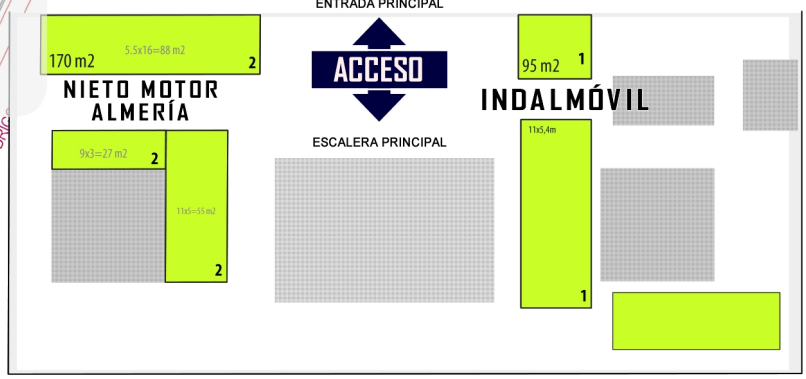 ENTRADA PRINCIPAL
5.5x16=88 m2
170 m2
2
NIETO MOTOR
ALMERÍA
ACCESO
ESCALERA PRINCIPAL
95 m2
1
INDALMÓVIL
9x3=27 m2
2
11x5=55 m2
2
11x5,4m
1